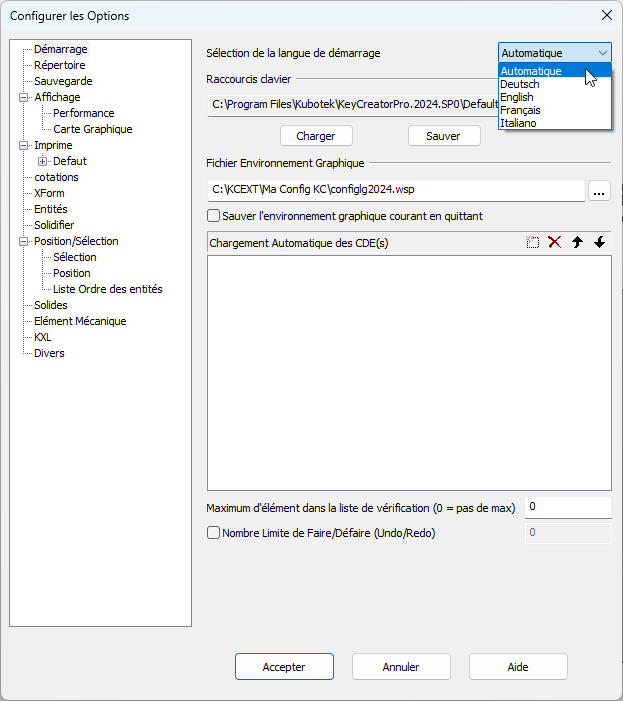 Configurer les Options
Démarrage
Répertoire
Sauvegarde
Affichage
Performance
Carte Graphique
Imprime
Defaut
cotations
XForm
Entités
Solidifier
Position/Sélection
Sélection
Position
Liste Ordre des entités
Solides
Elément Mécanique
KXL
Divers
Sélection de la langue de démarrage
Automatique
Automatique
Deutsch
English
Français
Italiano
Raccourcis clavier
C:\Program Files\Kubotek\KeyCreatorPro.2024.SP0\Default
Charger
Sauver
Fichier Environnement Graphique
C:\KCEXT\Ma Config KC\configlg2024.wsp
...
Sauver l'environnement graphique courant en quittant
Chargement Automatique des CDE(s)
Maximum d'élément dans la liste de vérification (0 = pas de max)
0
Nombre Limite de Faire/Défaire (Undo/Redo)
0
Accepter
Annuler
Aide